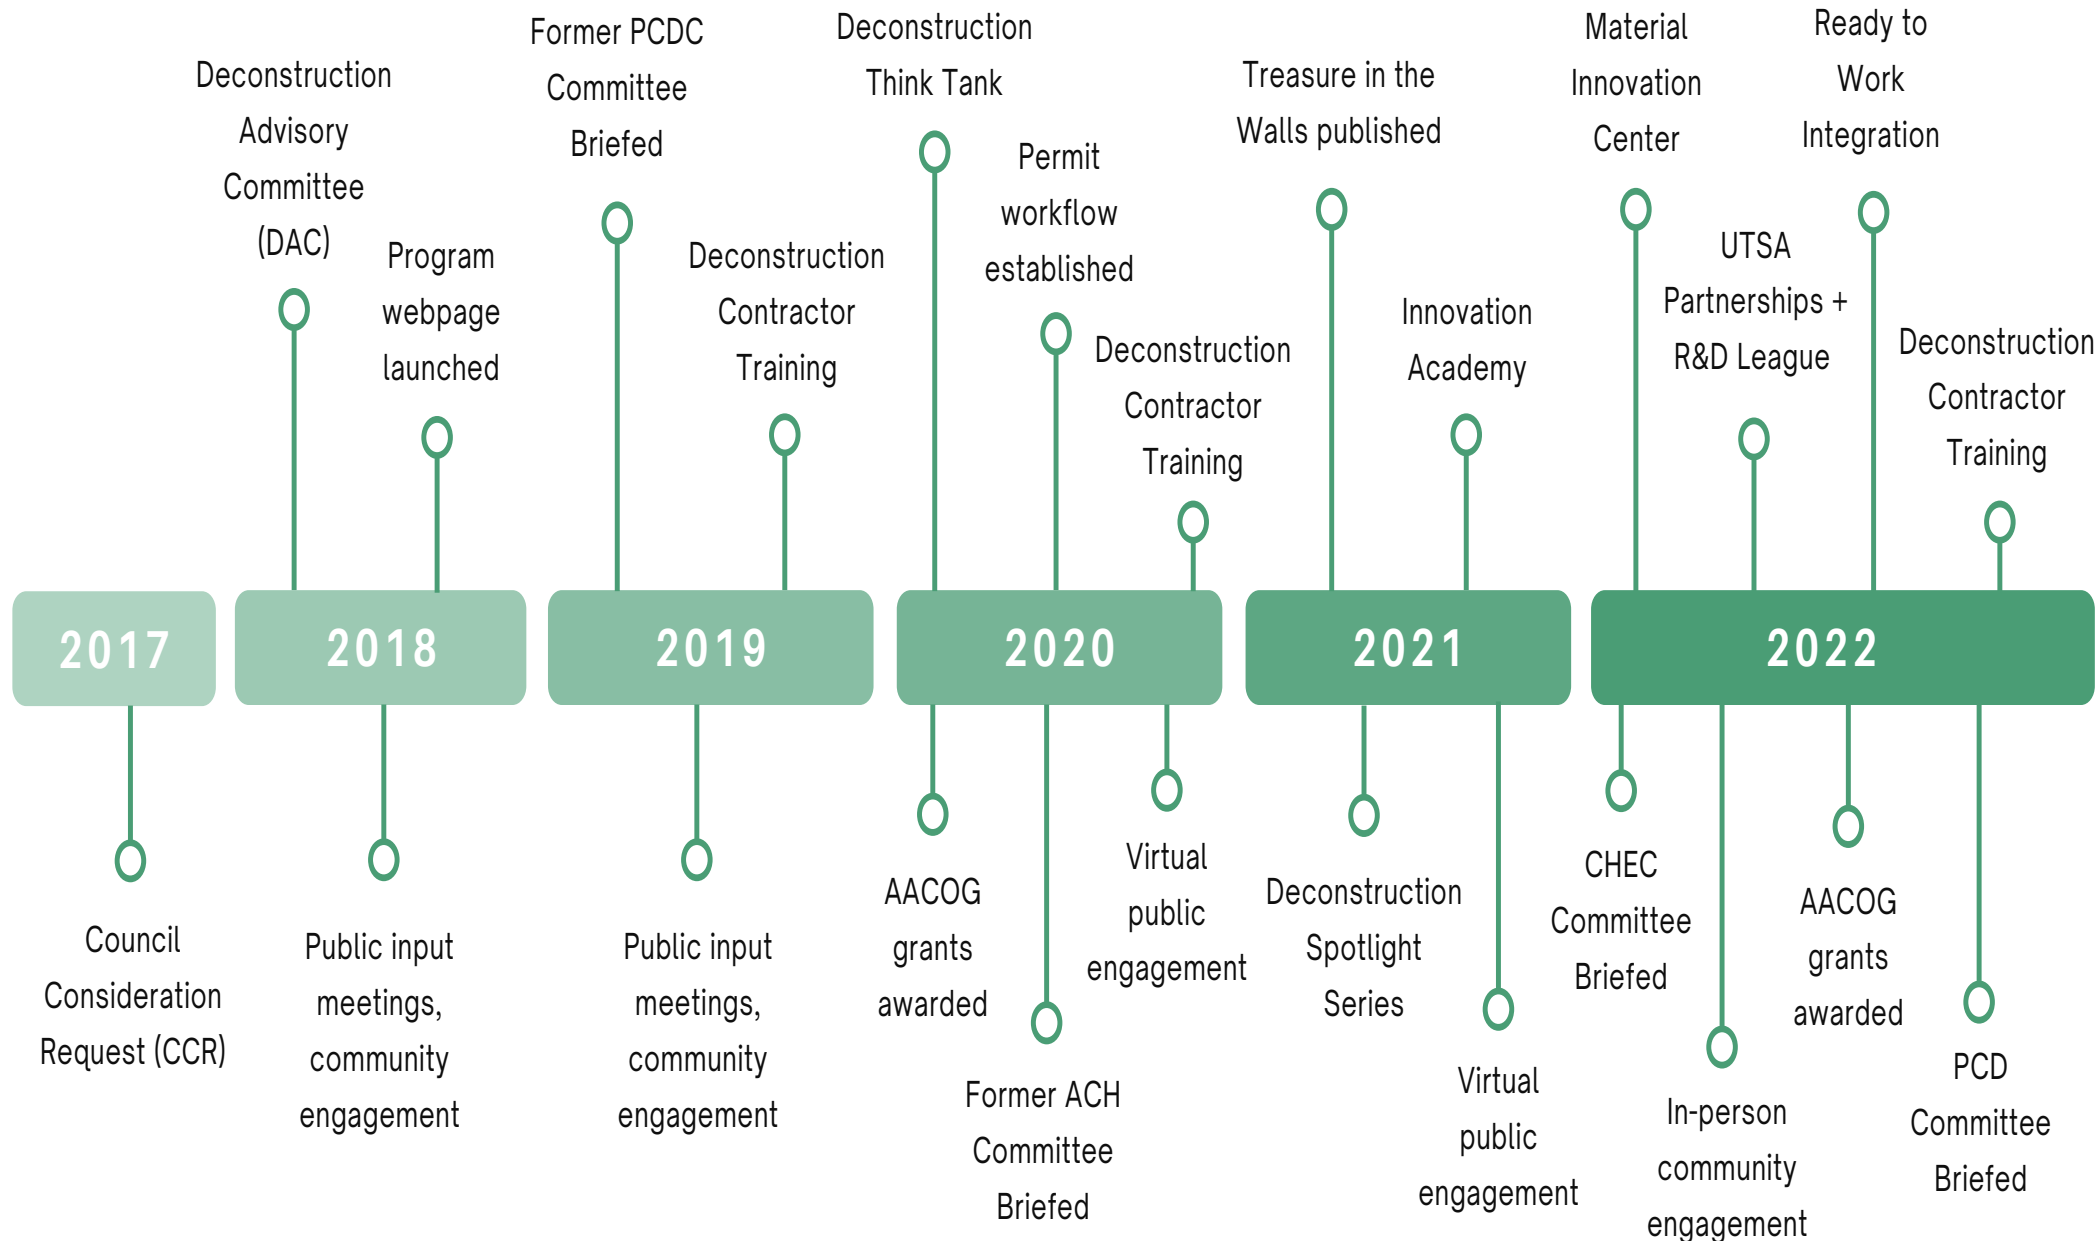 Deconstruction
Advisory
Committee
(DAC)
Program
webpage
launched
Former PCDC
Committee
Briefed
Deconstruction
Contractor
Training
Deconstruction
Think Tank
Permit
workflow
established
Deconstruction
Contractor
Training
Treasure in the
Walls published
Innovation
Academy
Material
Innovation
Center
UTSA
Partnerships +
R&D League
Ready to
Work
Integration
Deconstruction
Contractor
Training
2017
2018
2019
2020
2021
2022
Council
Consideration
Request (CCR)
Public input
meetings,
community
engagement
Public input
meetings,
community
engagement
AACOG
grants
awarded
Former ACH
Committee
Briefed
Virtual
public
engagement
Deconstruction
Spotlight
Series
Virtual
public
engagement
CHEC
Committee
Briefed
In-person
community
engagement
AACOG
grants
awarded
PCD
Committee
Briefed